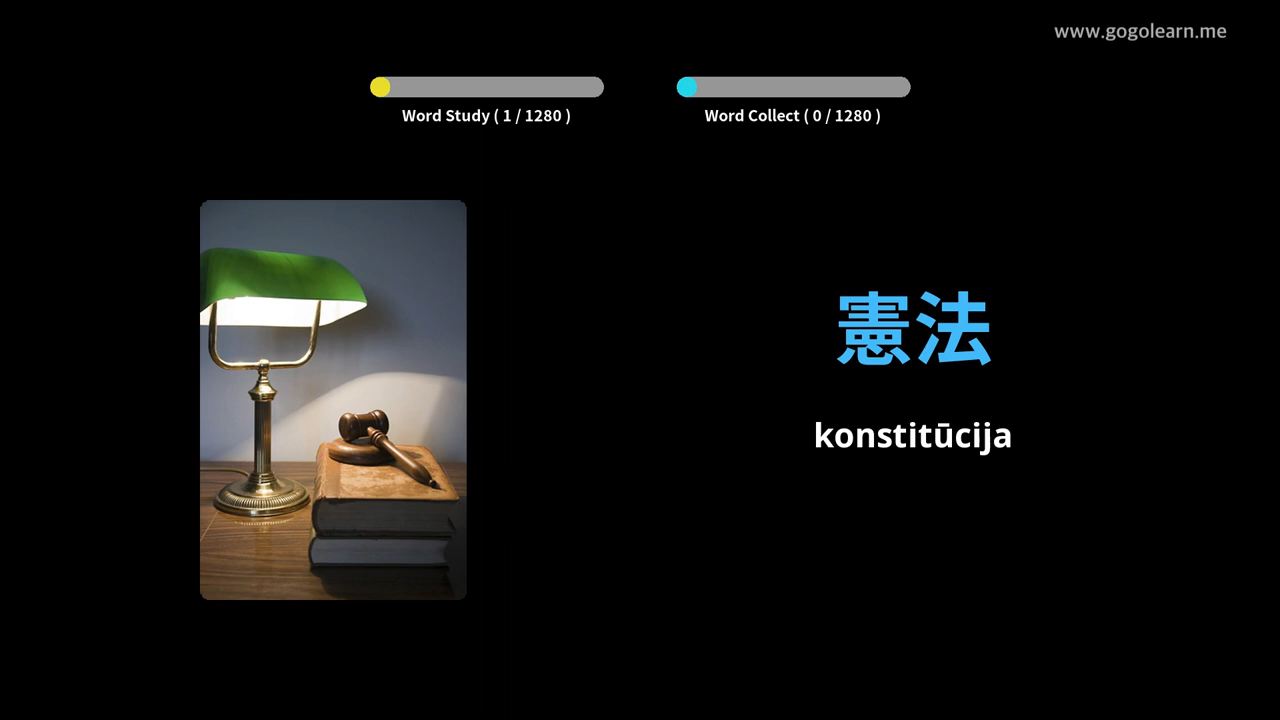 www.gogolearn.me
Word Study ( 1 / 1280 )
Word Collect ( 0 / 1280 )
憲法
konstitūcija